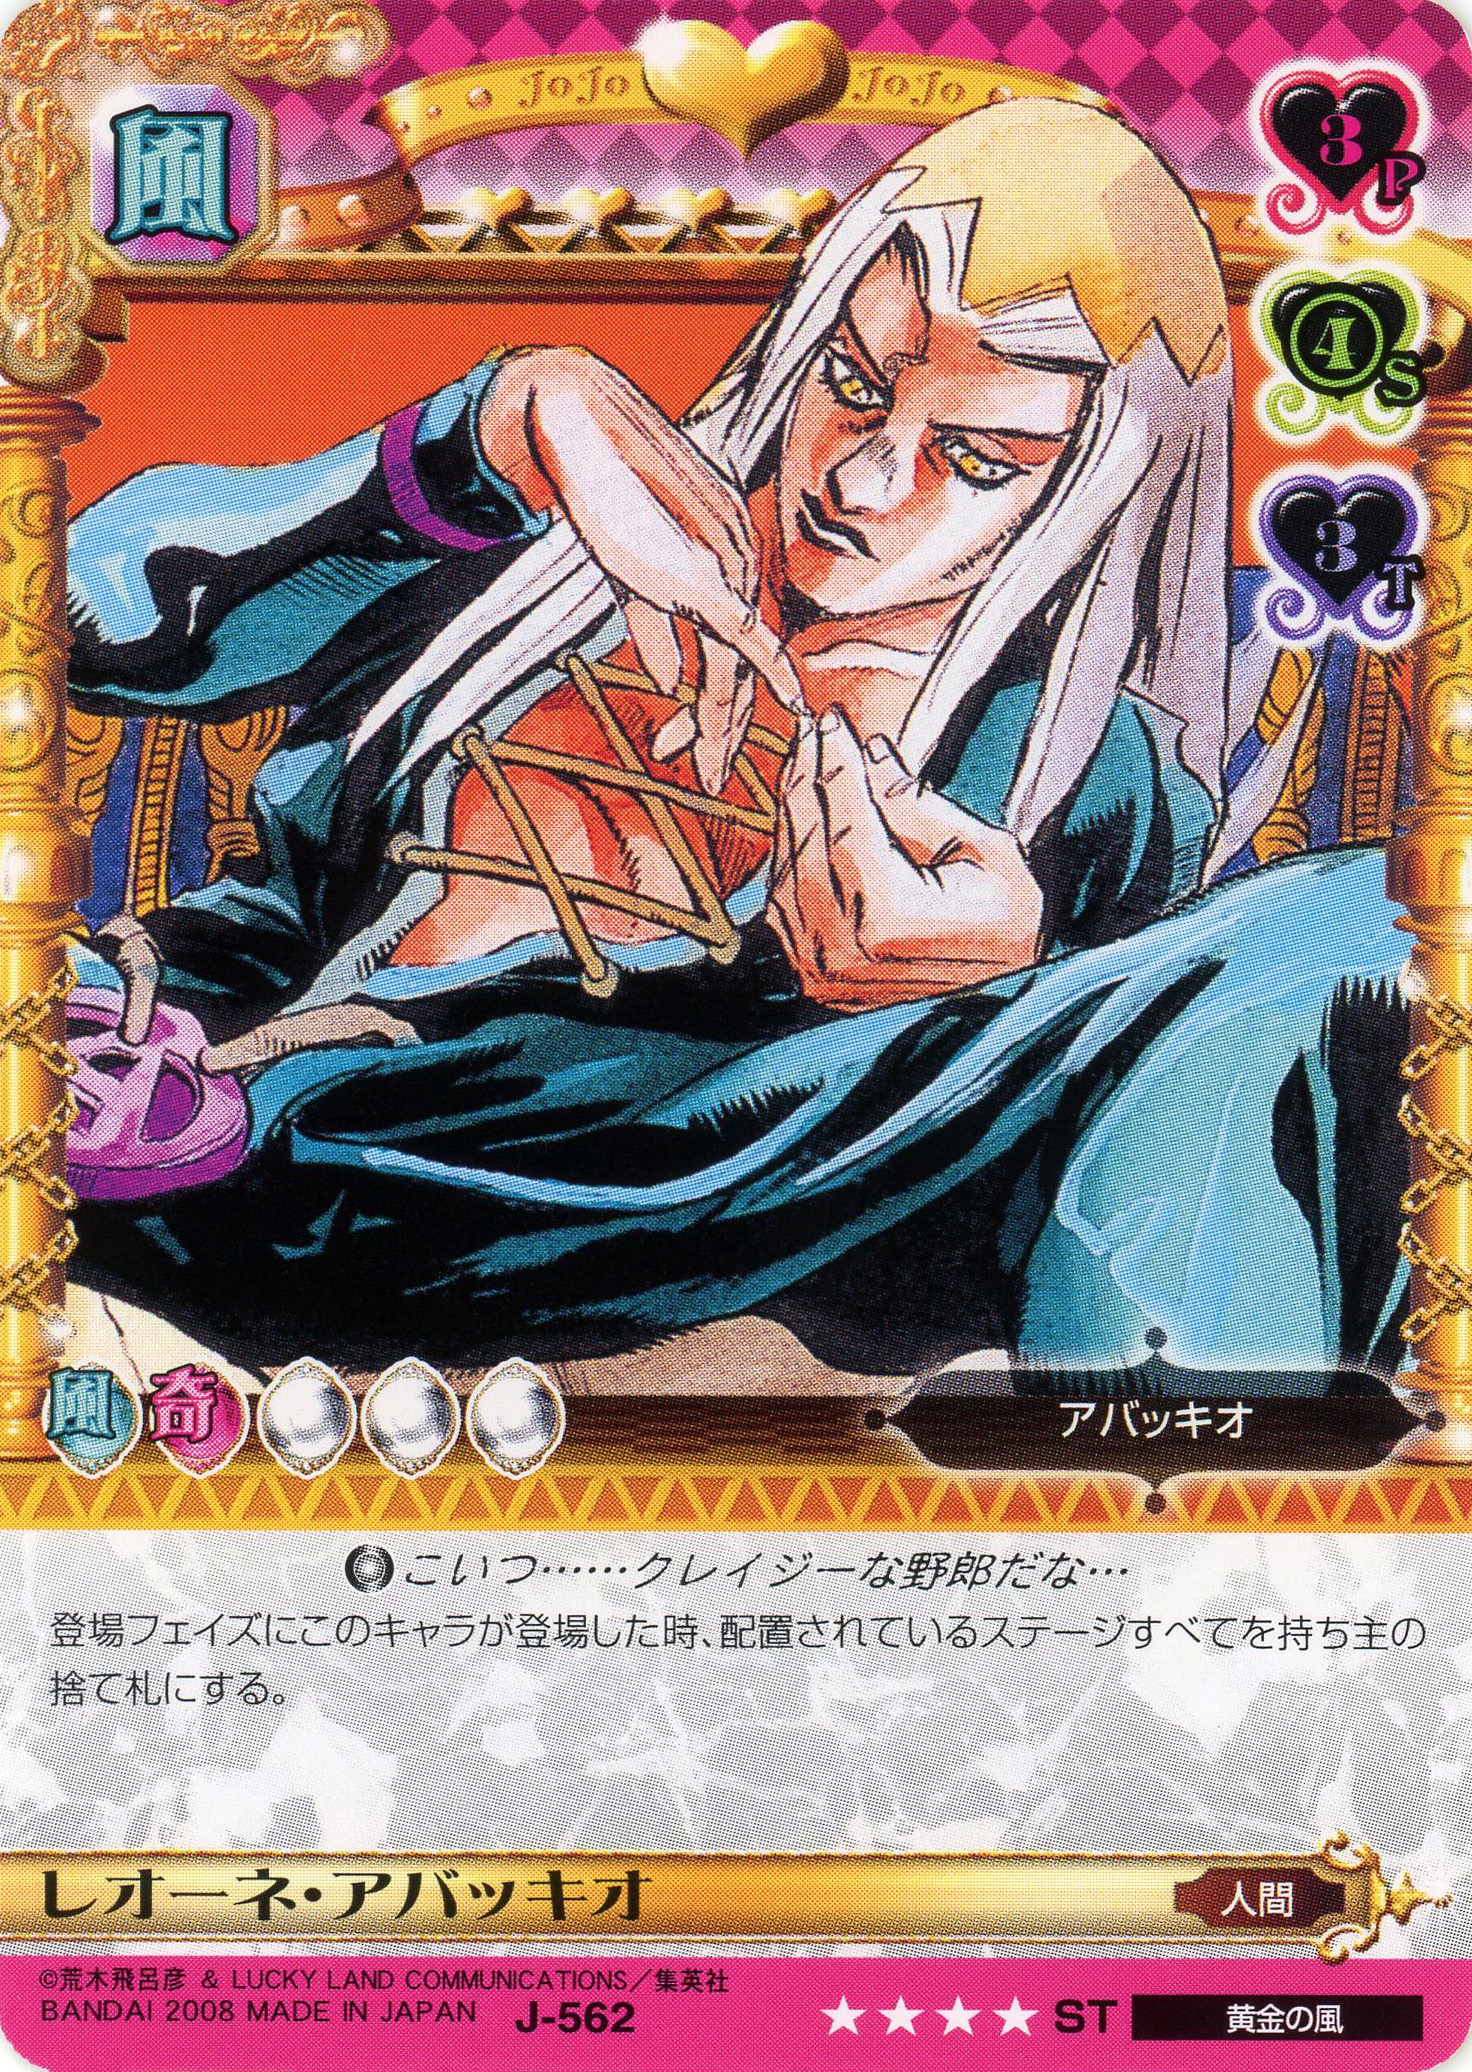 JoJo JoJo
風
3 P
4 S
3 T
風 奇
アバッキオ
こいつ……クレイジーな野郎だな…
登場フェイズにこのキャラが登場した時、配置されているステージすべてを持ち主の
捨て札にする。
レオーネ・アバッキオ
人間
©荒木飛呂彦 & LUCKY LAND COMMUNICATIONS／集英社
BANDAI 2008 MADE IN JAPAN J-562
★★★★ ST 黄金の風